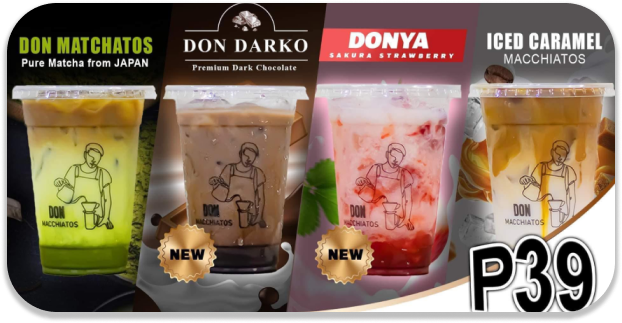 DON MATCHATOS
Pure Matcha from JAPAN
DON DARKO
Premium Dark Chocolate
DONYA
SAKURA STRAWBERRY
ICED CARAMEL
MACCHIATOS
DON
MACCHIATOS
DON
MACCHIATOS
DON
MACCHIATOS
DON
MACCHIATOS
NEW
NEW
P39